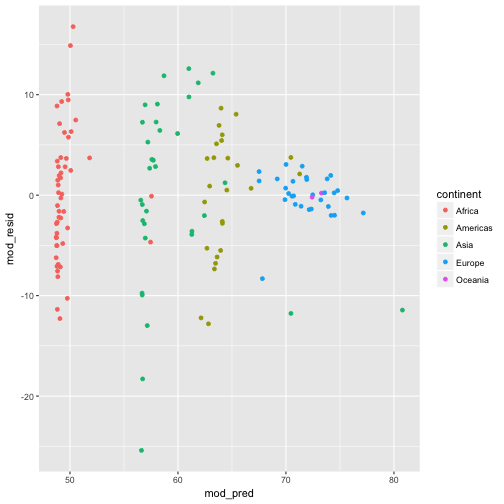 10
0
-10
-20
mod_resid
50
60
70
80
mod_pred
continent
Africa
Americas
Asia
Europe
Oceania